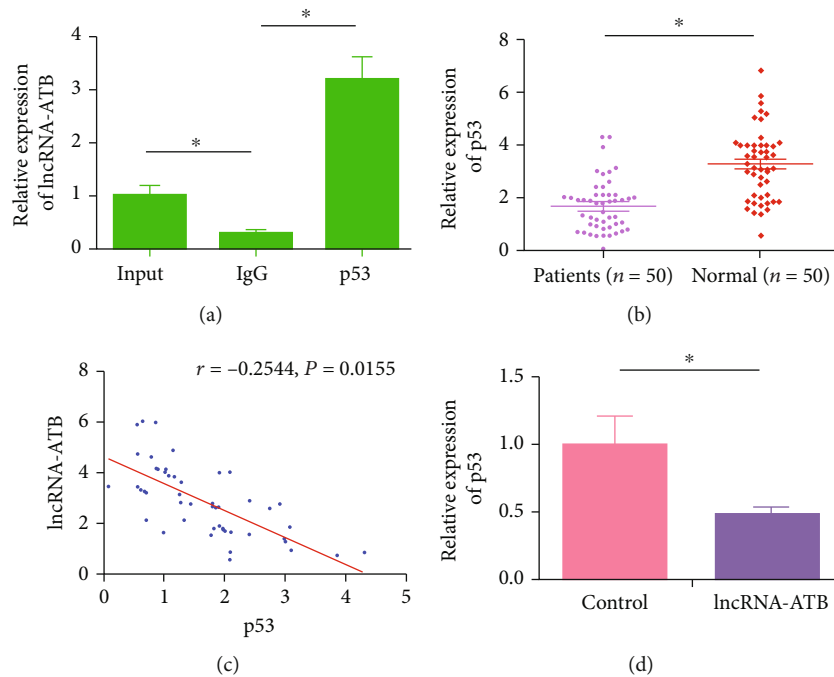 Relative expression
of lncRNA-ATB
4
3
2
1
0
*
*
Input
IgG
p53
(a)
Relative expression
of p53
8
6
4
2
0
*
Patients (n = 50)
Normal (n = 50)
(b)
r = –0.2544, P = 0.0155
lncRNA-ATB
8
6
4
2
0
0
1
2
3
4
5
p53
(c)
Relative expression
of p53
1.5
1.0
0.5
0.0
*
Control
lncRNA-ATB
(d)